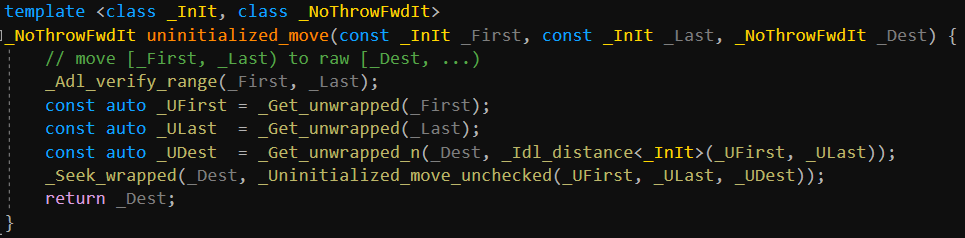 template <class _InIt, class _NoThrowFwdIt>
_NoThrowFwdIt uninitialized_move(const _InIt _First, const _InIt _Last, _NoThrowFwdIt _Dest) {
    // move [_First, _Last) to raw [_Dest, ...)
    _Adl_verify_range(_First, _Last);
    const auto _UFirst = _Get_unwrapped(_First);
    const auto _ULast  = _Get_unwrapped(_Last);
    const auto _UDest  = _Get_unwrapped_n(_Dest, _Idl_distance<_InIt>(_UFirst, _ULast));
    _Seek_wrapped(_Dest, _Uninitialized_move_unchecked(_UFirst, _ULast, _UDest));
    return _Dest;
}